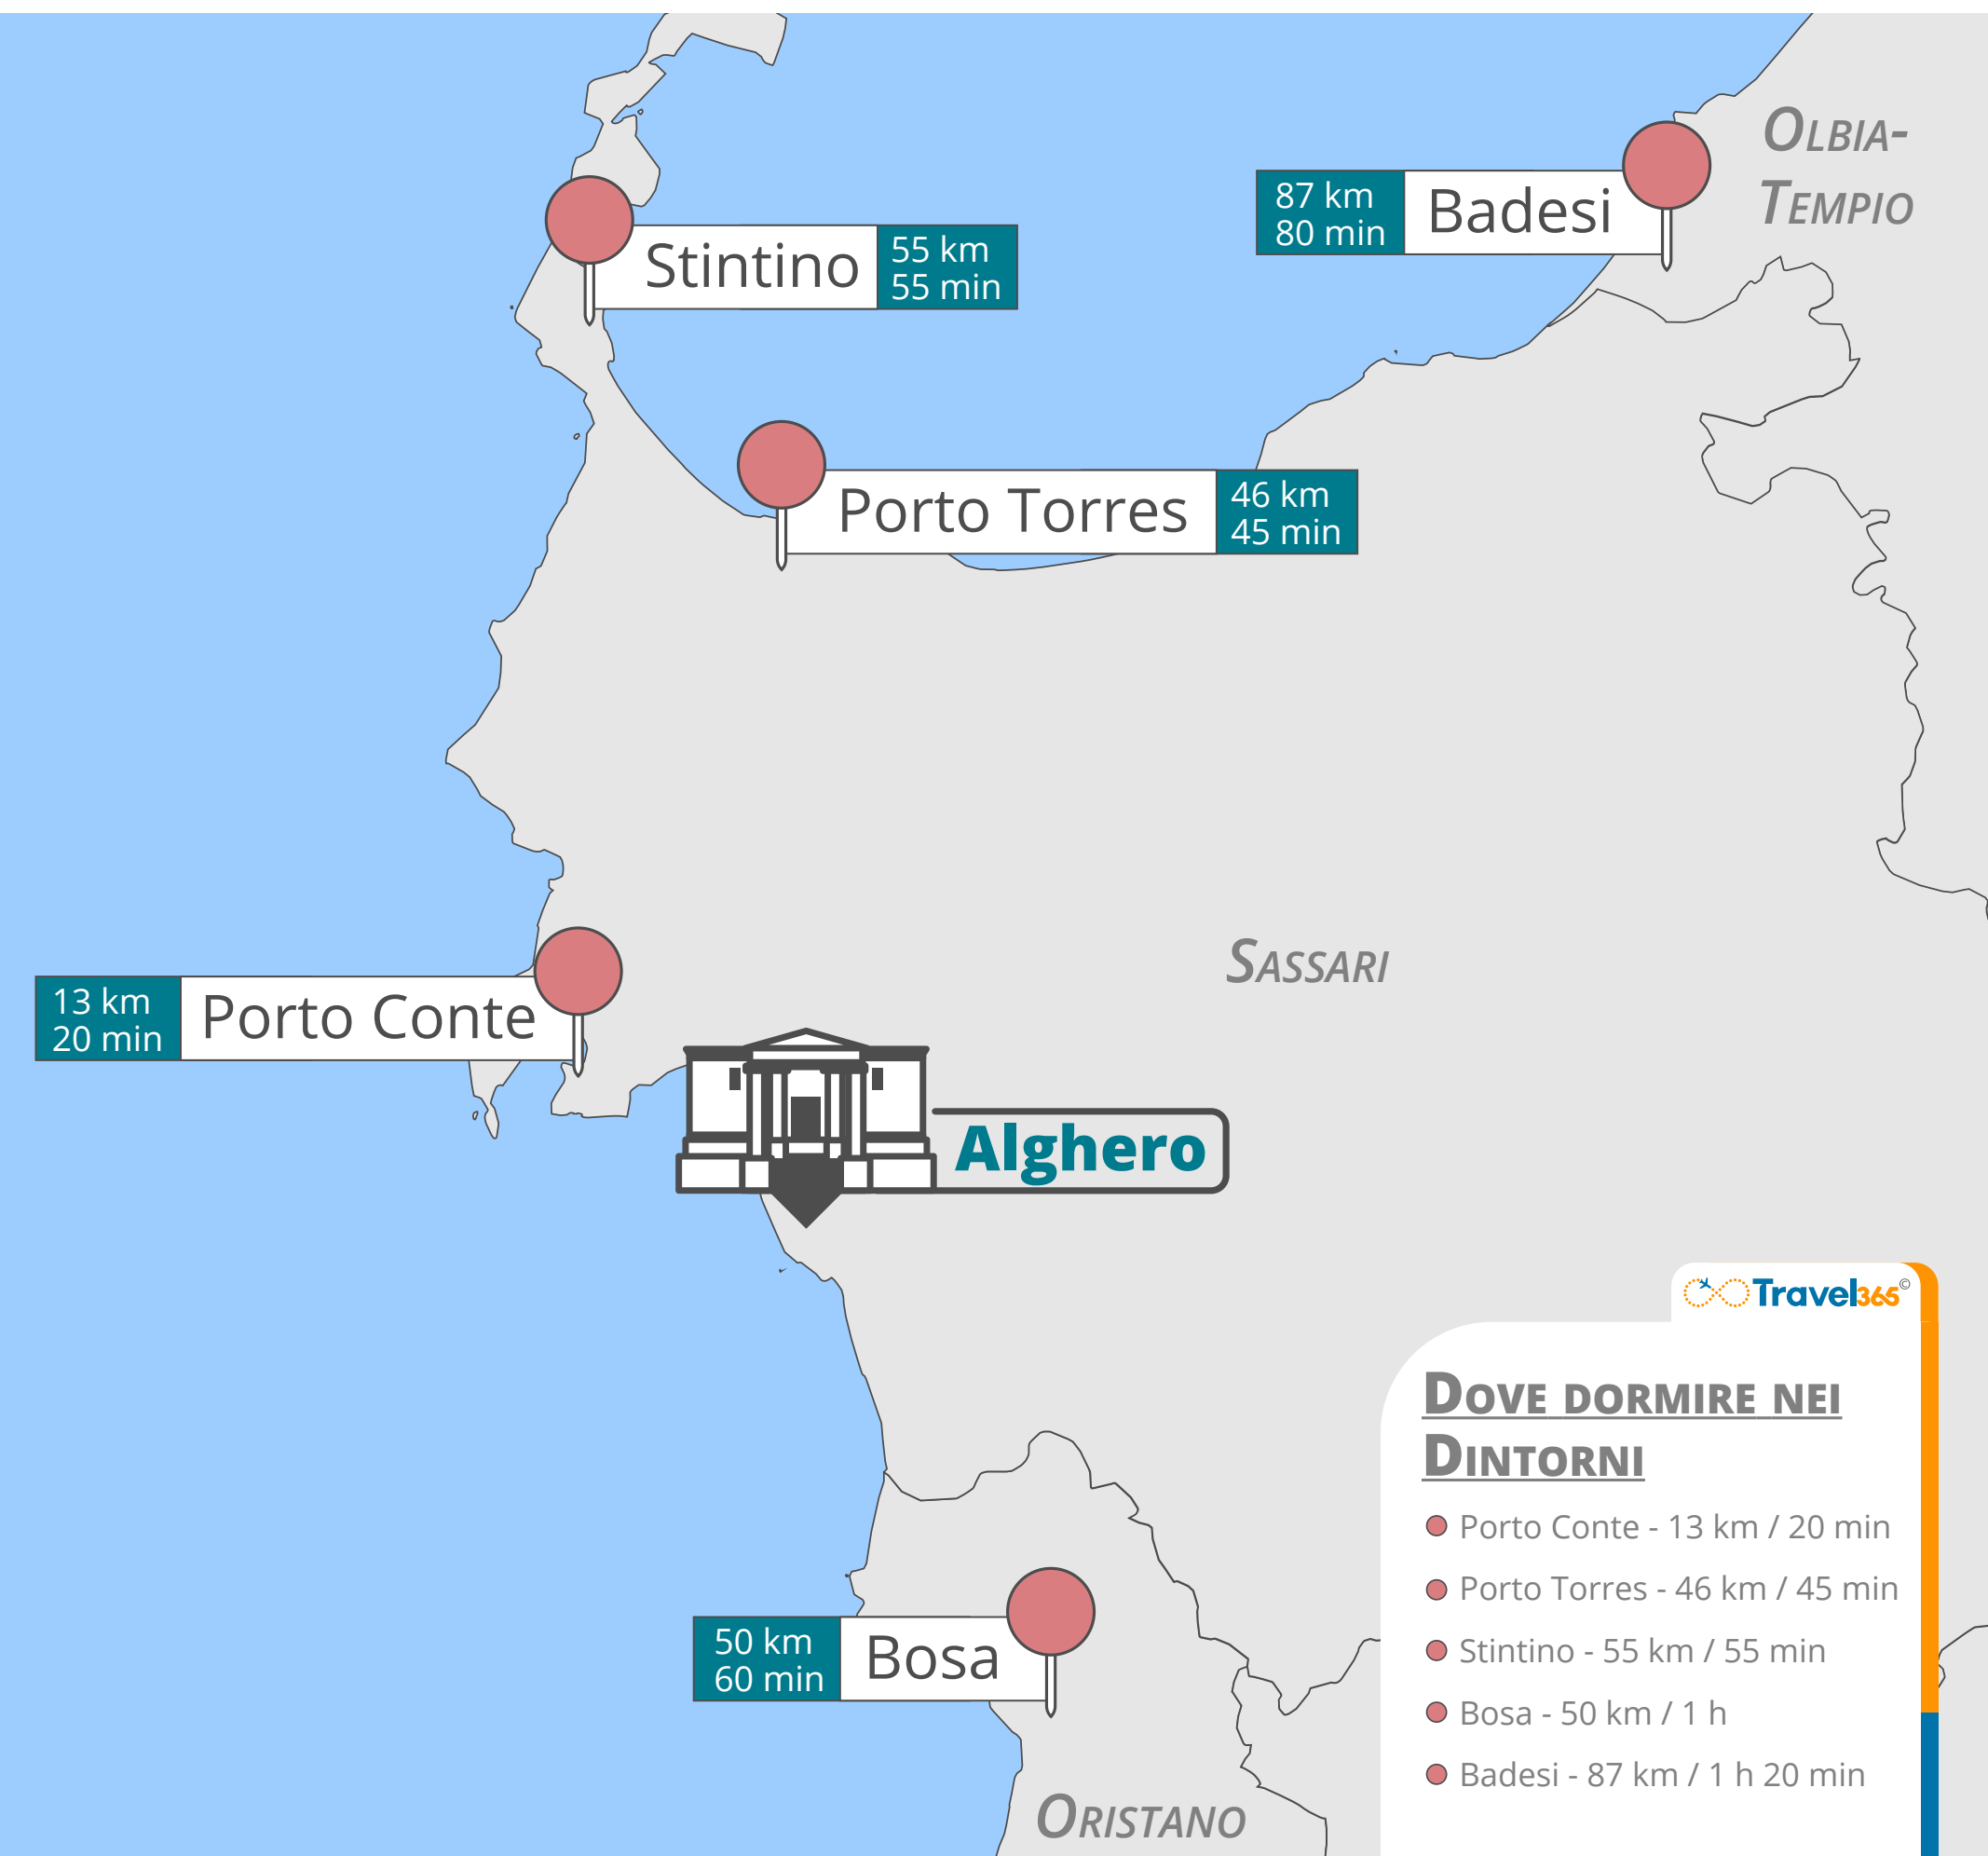 OLBIA-
TEMPIO
87 km
80 min
Badesi
Stintino
55 km
55 min
Porto Torres
46 km
45 min
SASSARI
13 km
20 min
Porto Conte
Alghero
Travel365©
DOVE DORMIRE NEI
DINTORNI
Porto Conte - 13 km / 20 min
Porto Torres - 46 km / 45 min
Stintino - 55 km / 55 min
Bosa - 50 km / 1 h
Badesi - 87 km / 1 h 20 min
50 km
60 min
Bosa
ORISTANO